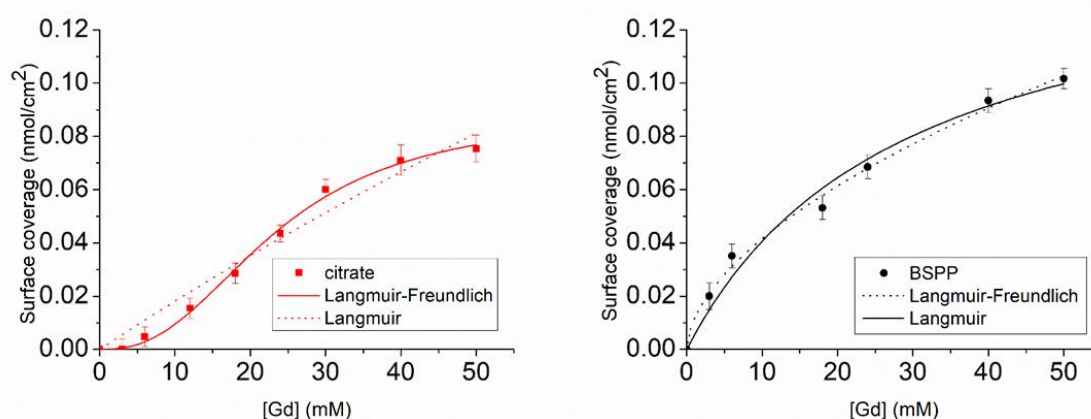 Surface coverage (nmol/cm²)
0.12
0.10
0.08
0.06
0.04
0.02
0.00
citrate
Langmuir-Freundlich
Langmuir
0 10 20 30 40 50
[Gd] (mM)
Surface coverage (nmol/cm²)
0.12
0.10
0.08
0.06
0.04
0.02
0.00
BSPP
Langmuir-Freundlich
Langmuir
0 10 20 30 40 50
[Gd] (mM)